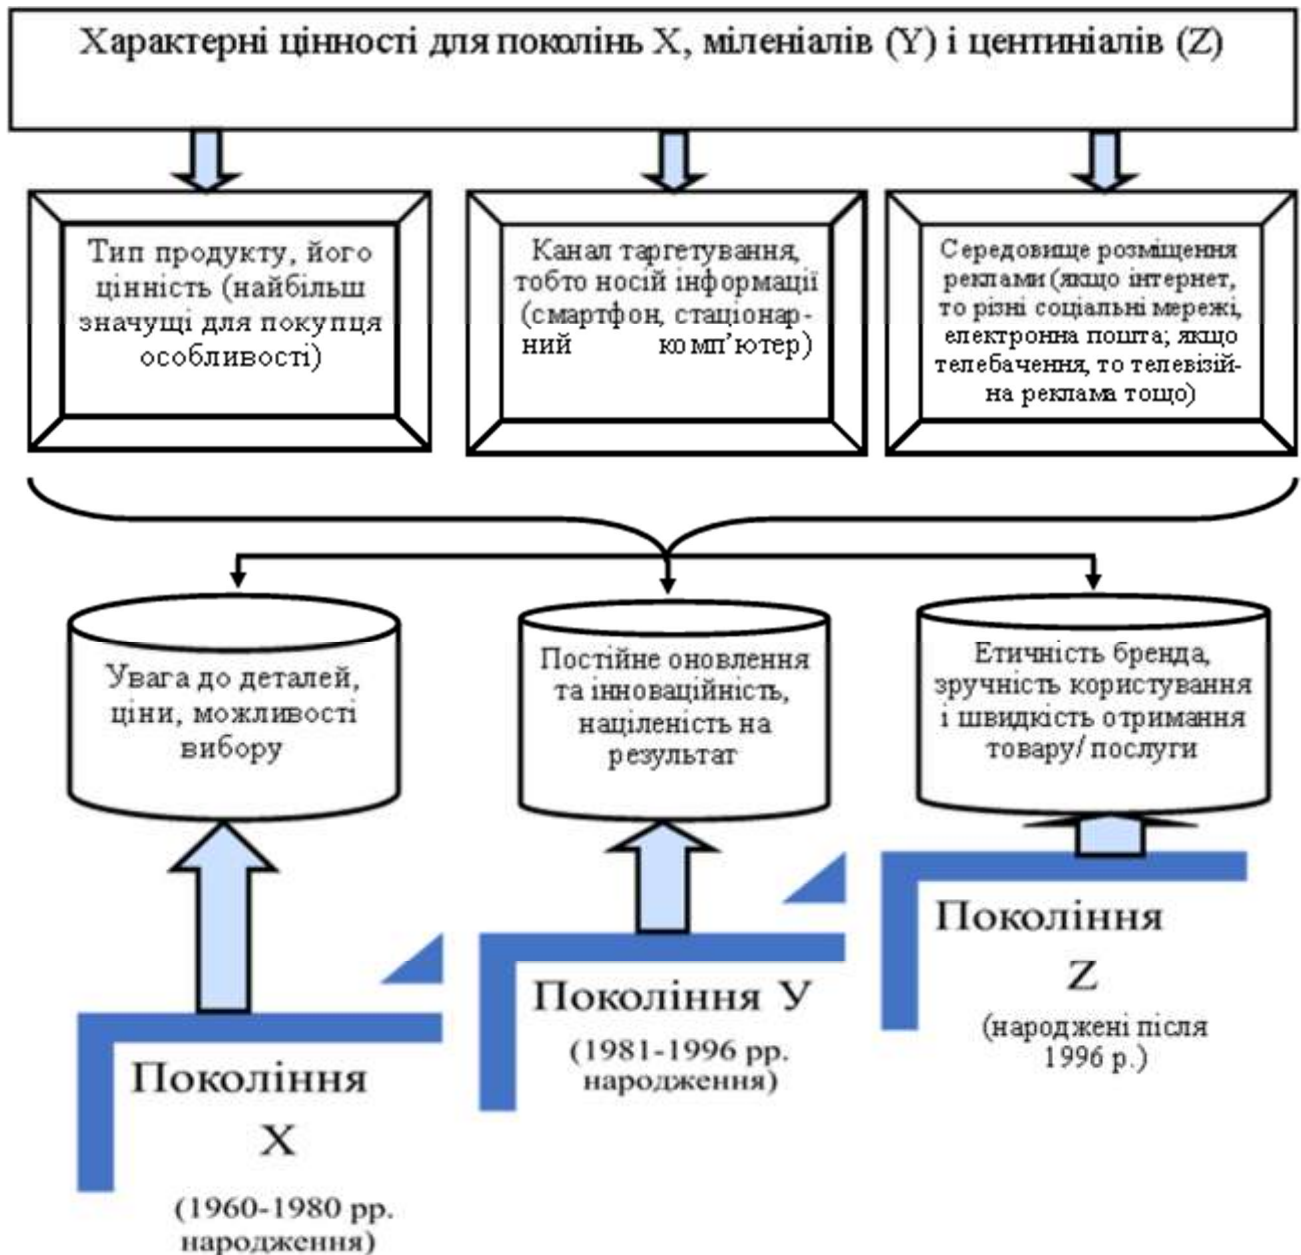 Характерні цінності для поколінь X, міленіалів (Y) і центиніалів (Z)
Тип продукту, його
цінність (найбільш
значущі для покупця
особливості)
Канал таргетування,
тобто носій інформації
(смартфон, стаціонар-
ний комп’ютер)
Середовище розміщення
реклами (якщо інтернет,
то різні соціальні мережі,
електронна пошта; якщо
телебачення, то телевізій-
на реклама тощо)
Увага до деталей,
ціни, можливості
вибору
Постійне оновлення
та інноваційність,
націленість на
результат
Етичність бренда,
зручність користування
і швидкість отримання
товару/ послуги
Покоління
X
(1960-1980 рр.
народження)
Покоління У
(1981-1996 рр.
народження)
Покоління
Z
(народжені після
1996 р.)